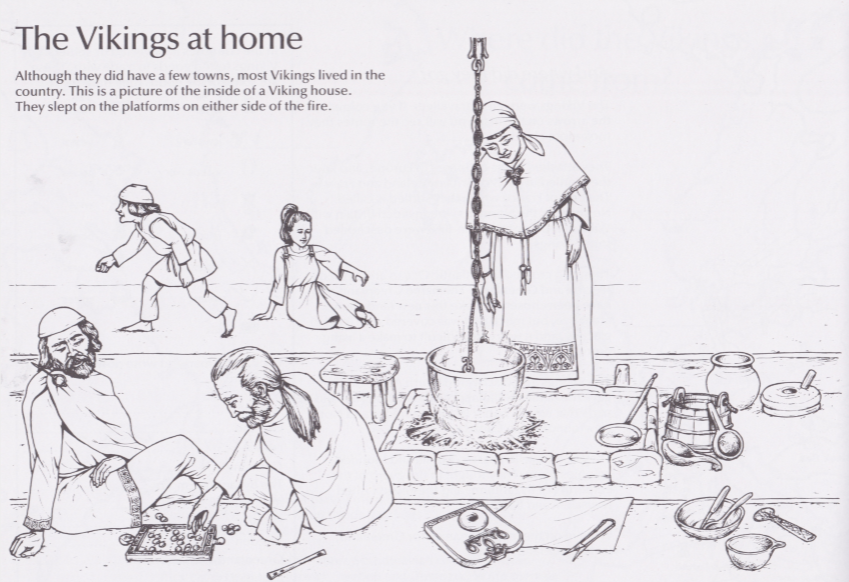 The Vikings at home
Although they did have a few towns, most Vikings lived in the
country. This is a picture of the inside of a Viking house.
They slept on the platforms on either side of the fire.